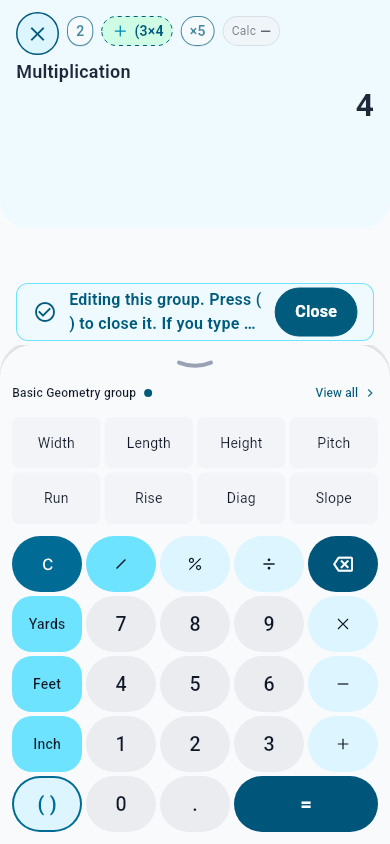 2 + (3×4 ×5 Calc −
Multiplication
4
Editing this group. Press (
) to close it. If you type …
Close
Basic Geometry group
View all
Width Length Height Pitch
Run Rise Diag Slope
C ⁄ % ÷
Yards 7 8 9 ×
Feet 4 5 6 −
Inch 1 2 3 +
( ) 0 . =